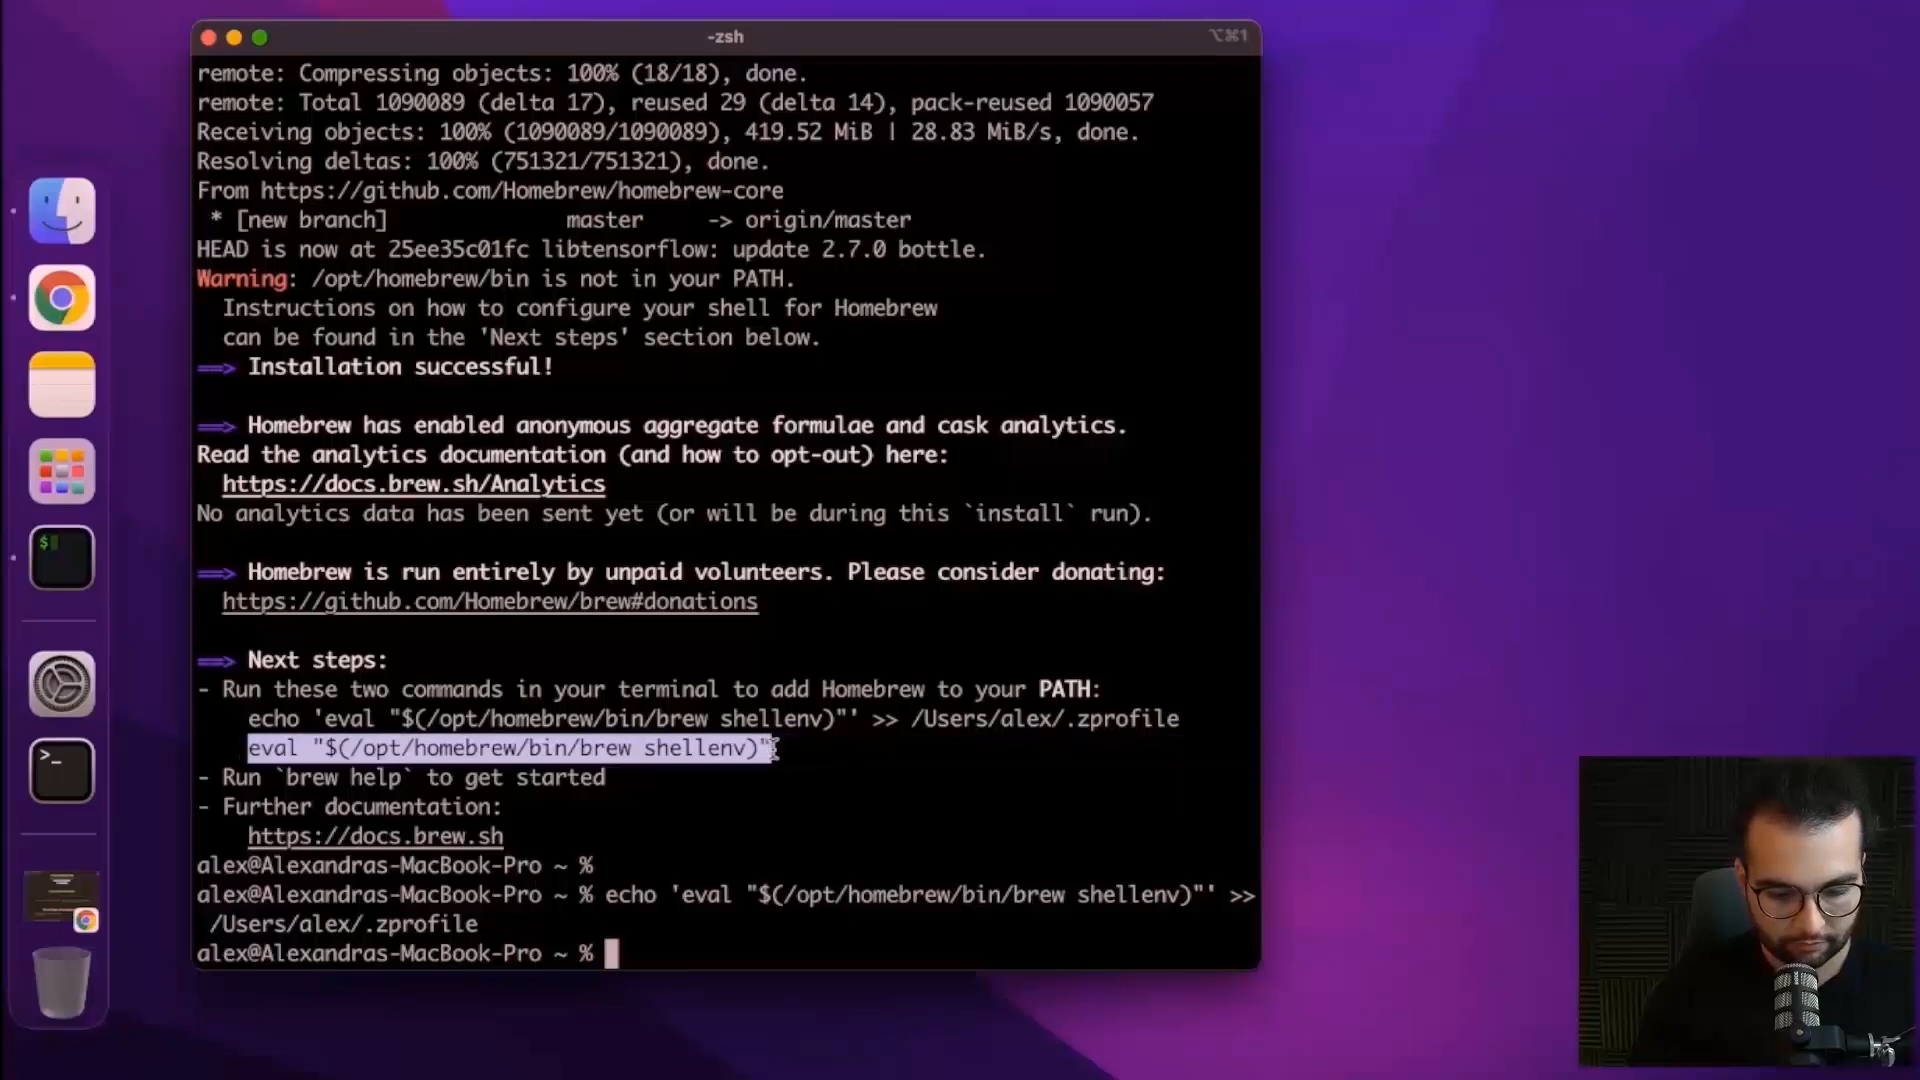 -zsh
⌥⌘1
remote: Compressing objects: 100% (18/18), done.
remote: Total 1090089 (delta 17), reused 29 (delta 14), pack-reused 1090057
Receiving objects: 100% (1090089/1090089), 419.52 MiB | 28.83 MiB/s, done.
Resolving deltas: 100% (751321/751321), done.
From https://github.com/Homebrew/homebrew-core
 * [new branch]              master     -> origin/master
HEAD is now at 25ee35c01fc libtensorflow: update 2.7.0 bottle.
Warning: /opt/homebrew/bin is not in your PATH.
  Instructions on how to configure your shell for Homebrew
  can be found in the 'Next steps' section below.
==> Installation successful!
==> Homebrew has enabled anonymous aggregate formulae and cask analytics.
Read the analytics documentation (and how to opt-out) here:
  https://docs.brew.sh/Analytics
No analytics data has been sent yet (or will be during this `install` run).
==> Homebrew is run entirely by unpaid volunteers. Please consider donating:
  https://github.com/Homebrew/brew#donations
==> Next steps:
- Run these two commands in your terminal to add Homebrew to your PATH:
    echo 'eval "$(/opt/homebrew/bin/brew shellenv)"' >> /Users/alex/.zprofile
    eval "$(/opt/homebrew/bin/brew shellenv)"
- Run `brew help` to get started
- Further documentation:
    https://docs.brew.sh
alex@Alexandras-MacBook-Pro ~ %
alex@Alexandras-MacBook-Pro ~ % echo 'eval "$(/opt/homebrew/bin/brew shellenv)"' >>
 /Users/alex/.zprofile
alex@Alexandras-MacBook-Pro ~ %